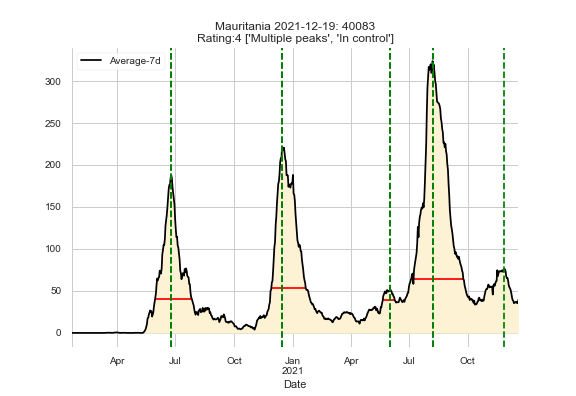 Mauritania 2021-12-19: 40083
Rating:4 ['Multiple peaks', 'In control']
Average-7d
300
250
200
150
100
50
0
Apr
Jul
Oct
Jan
2021
Apr
Jul
Oct
Date